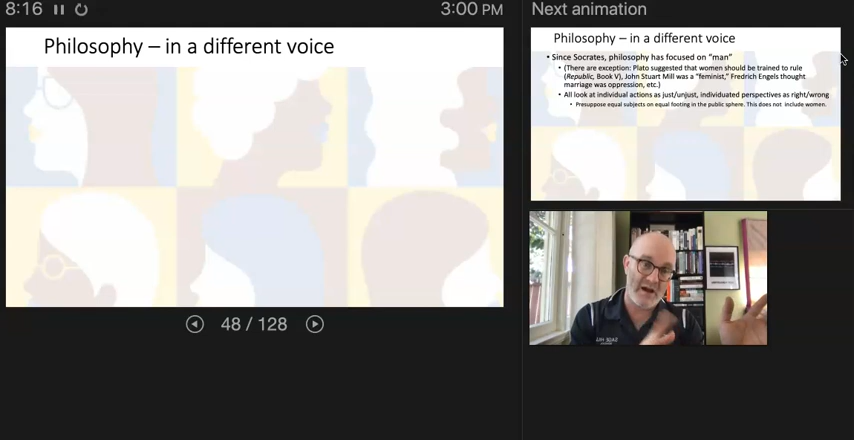 8:16
3:00 PM
Philosophy – in a different voice
48 / 128
Next animation
Philosophy – in a different voice
• Since Socrates, philosophy has focused on “man”
• (There are exception: Plato suggested that women should be trained to rule
(Republic, Book V), John Stuart Mill was a “feminist,” Fredrich Engels thought
marriage was oppression, etc.)
• All look at individual actions as just/unjust, individuated perspectives as right/wrong
• Presuppose equal subjects on equal footing in the public sphere. This does not include women.